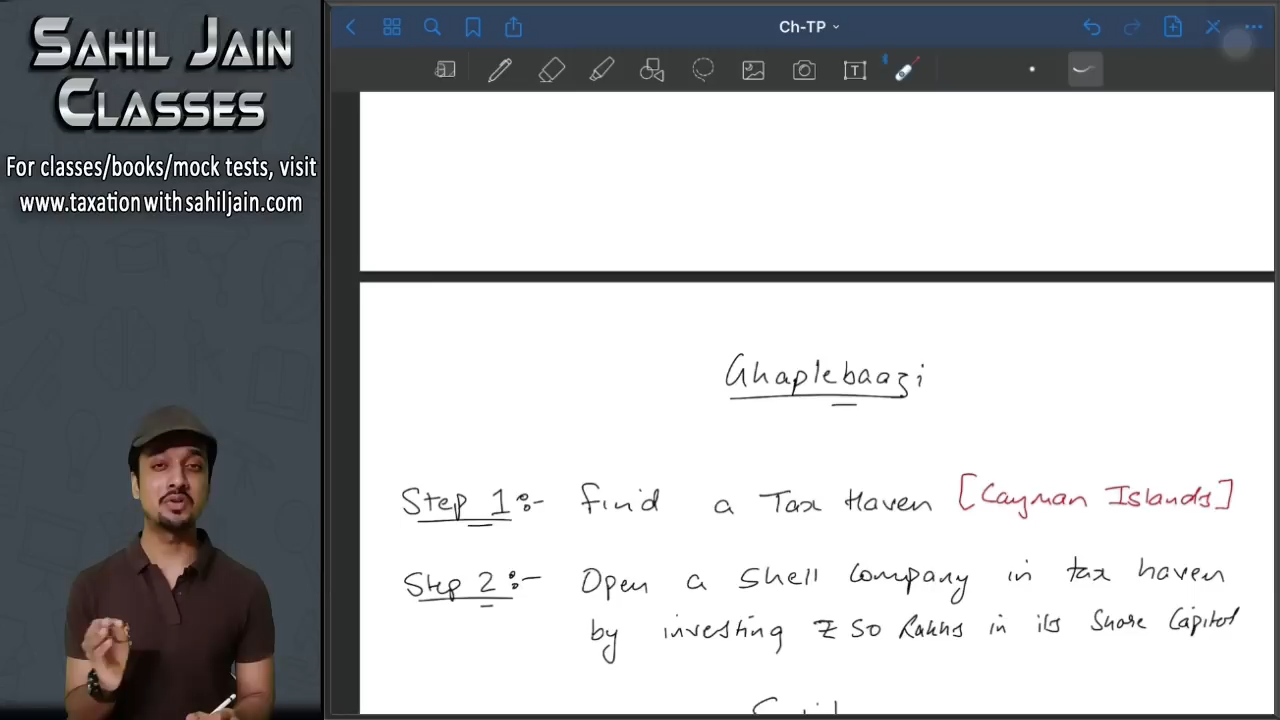 SAHIL JAIN
CLASSES
For classes/books/mock tests, visit
www.taxationwithsahiljain.com
Ch-TP
T
Ghaplebaazi
Step 1:- Find a Tax Haven [Cayman Islands]
Step 2:- Open a Shell Company in tax haven
by investing ₹ 50 Lakhs in its Share Capital